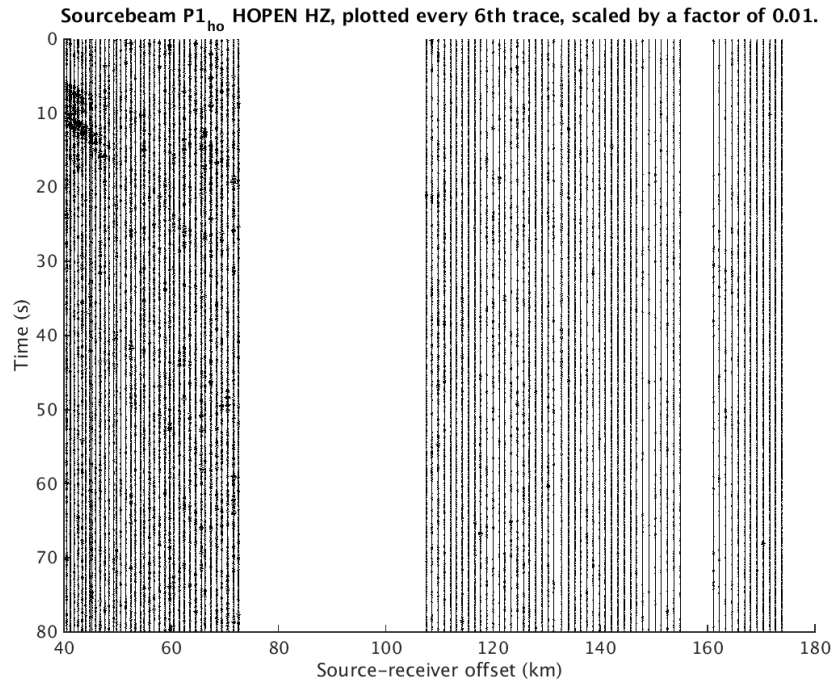 Sourcebeam P1ho HOPEN HZ, plotted every 6th trace, scaled by a factor of 0.01.
0
10
20
30
40
50
60
70
80
Time (s)
40 60 80 100 120 140 160 180
Source-receiver offset (km)